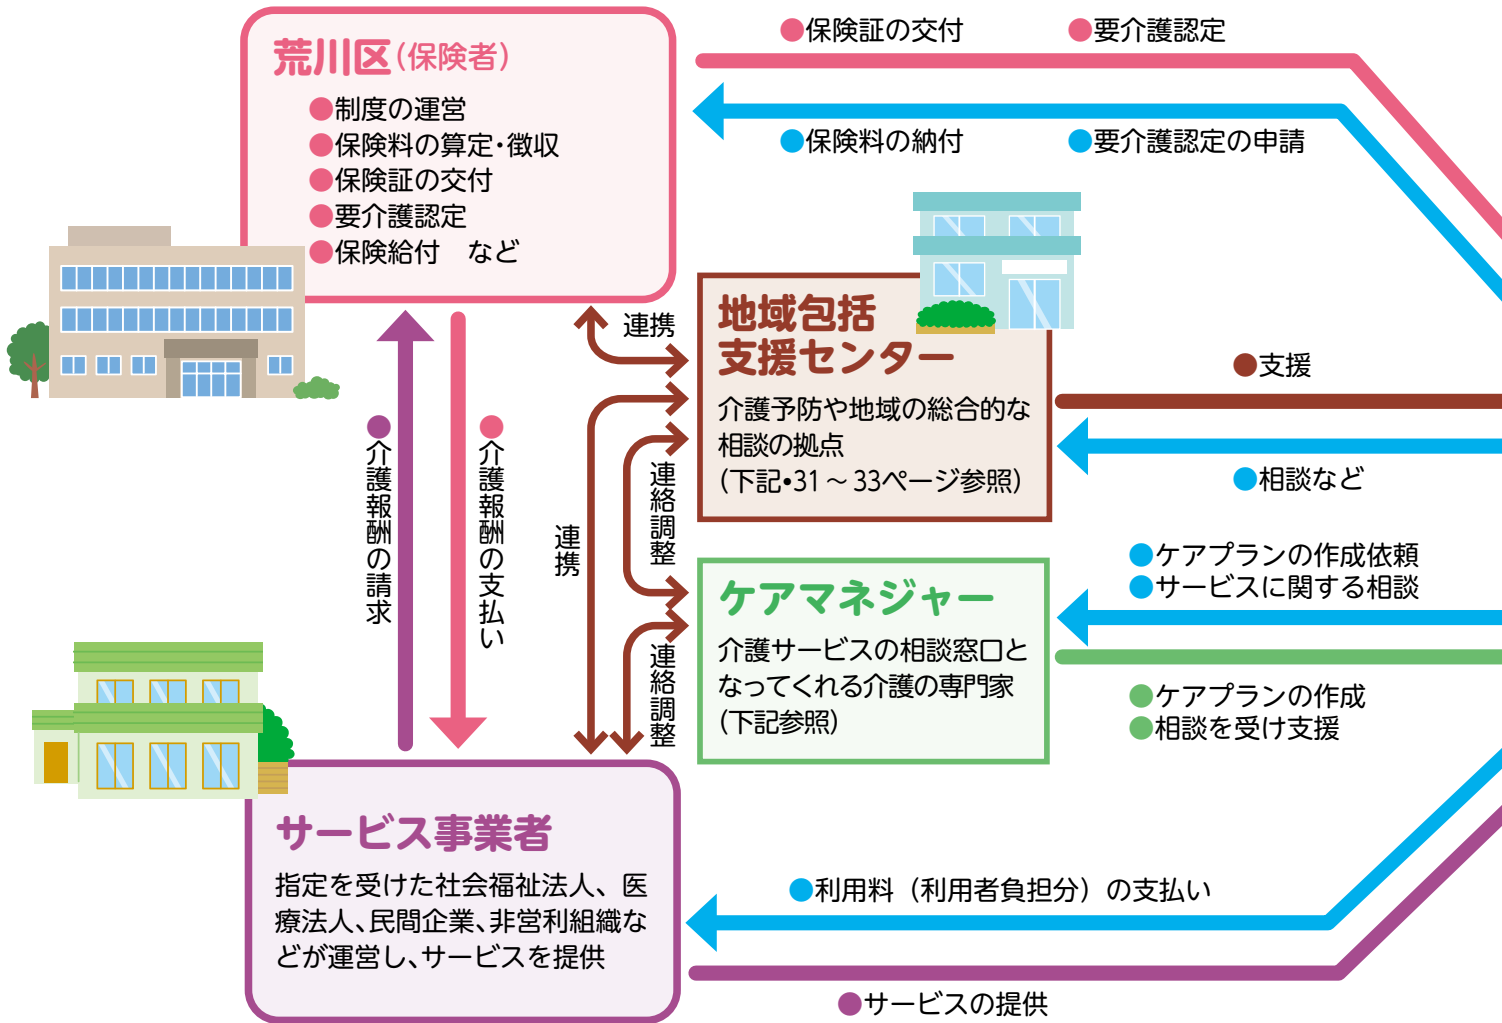 荒川区(保険者)
●制度の運営
●保険料の算定・徴収
●保険証の交付
●要介護認定
●保険給付　など
●保険証の交付
●要介護認定
●保険料の納付
●要介護認定の申請
連携
地域包括
支援センター
介護予防や地域の総合的な
相談の拠点
(下記•31～33ページ参照)
●支援
●相談など
●介護報酬の請求
●介護報酬の支払い
連携
連絡調整
ケアマネジャー
介護サービスの相談窓口と
なってくれる介護の専門家
(下記参照)
●ケアプランの作成依頼
●サービスに関する相談
●ケアプランの作成
●相談を受け支援
連絡調整
サービス事業者
指定を受けた社会福祉法人、医
療法人、民間企業、非営利組織な
どが運営し、サービスを提供
●利用料（利用者負担分）の支払い
●サービスの提供